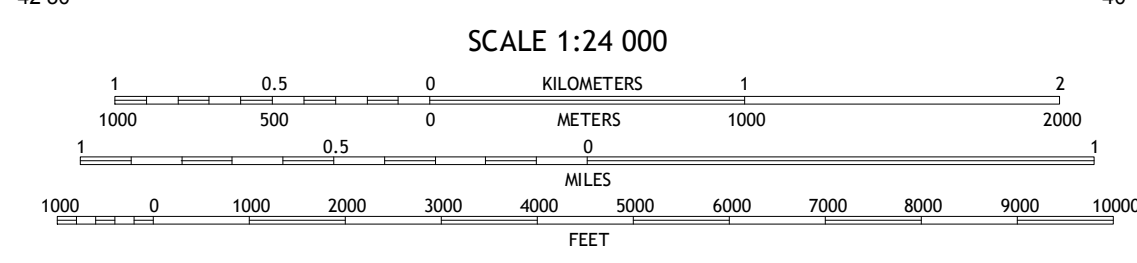 SCALE 1:24 000
1 0.5 0 KILOMETERS 1 2
1000 500 0 METERS 1000 2000
1 0.5 0 1
MILES
1000 0 1000 2000 3000 4000 5000 6000 7000 8000 9000 10000
FEET